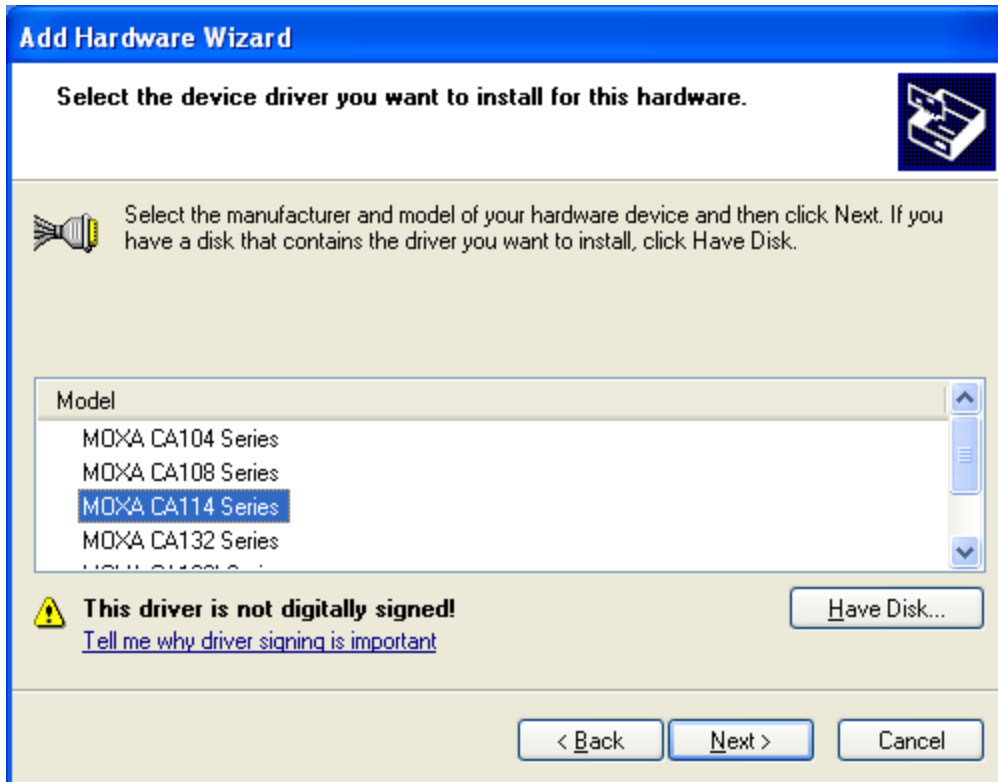 Add Hardware Wizard
Select the device driver you want to install for this hardware.
Select the manufacturer and model of your hardware device and then click Next. If you
have a disk that contains the driver you want to install, click Have Disk.
Model
MOXA CA104 Series
MOXA CA108 Series
MOXA CA114 Series
MOXA CA132 Series
This driver is not digitally signed!
Have Disk...
Tell me why driver signing is important
< Back Next > Cancel